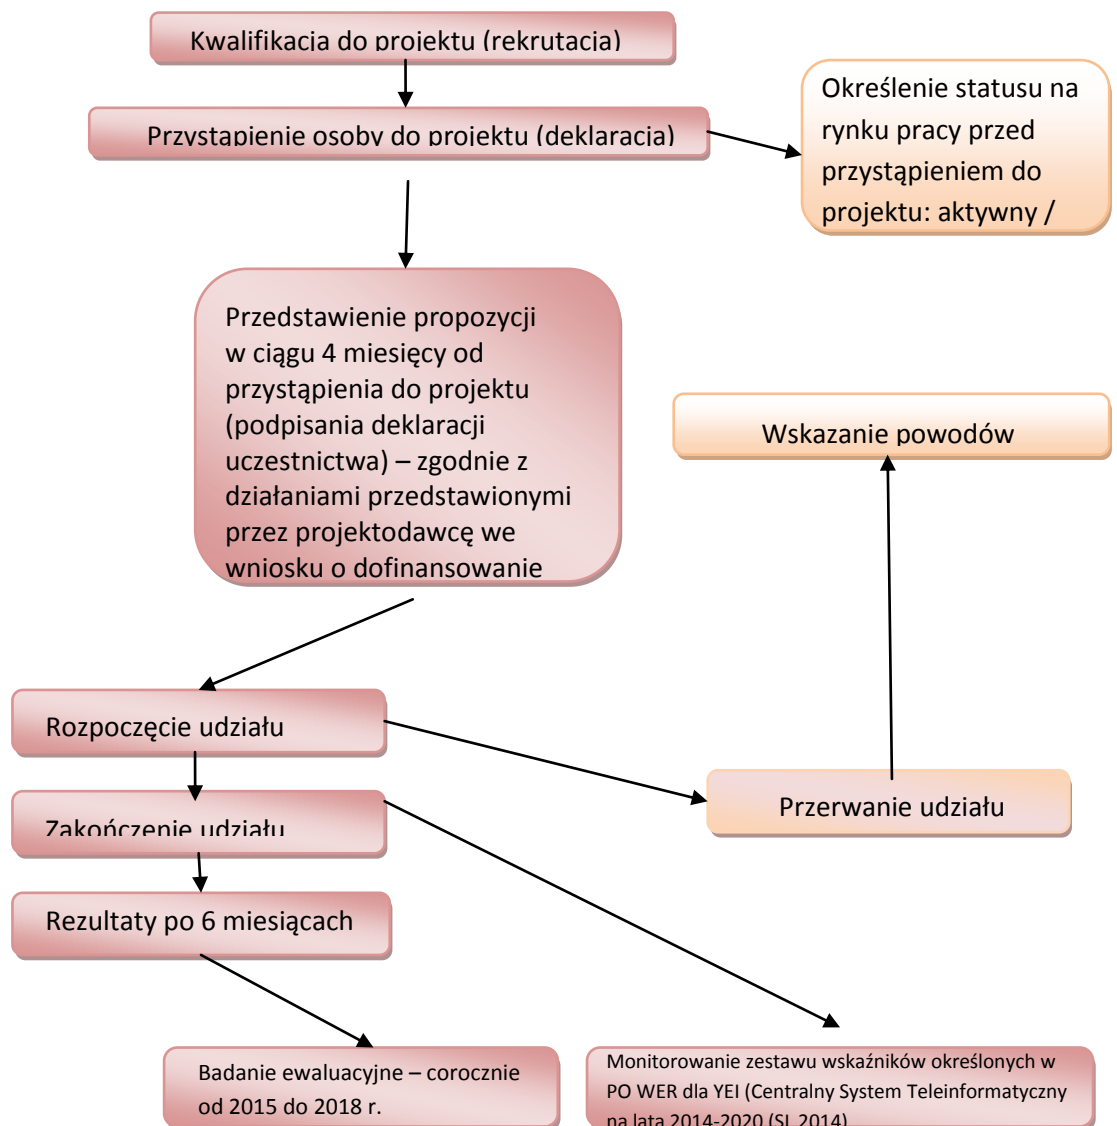 Kwalifikacja do projektu (rekrutacja)
Przystąpienie osoby do projektu (deklaracja)
Określenie statusu na
rynku pracy przed
przystąpieniem do
projektu: aktywny /
Przedstawienie propozycji
w ciągu 4 miesięcy od
przystąpienia do projektu
(podpisania deklaracji
uczestnictwa) – zgodnie z
działaniami przedstawionymi
przez projektodawcę we
wniosku o dofinansowanie
Wskazanie powodów
Rozpoczęcie udziału
Przerwanie udziału
Zakończenie udziału
Rezultaty po 6 miesiącach
Badanie ewaluacyjne – corocznie
od 2015 do 2018 r.
Monitorowanie zestawu wskaźników określonych w
PO WER dla YEI (Centralny System Teleinformatyczny
na lata 2014-2020 (SL 2014)